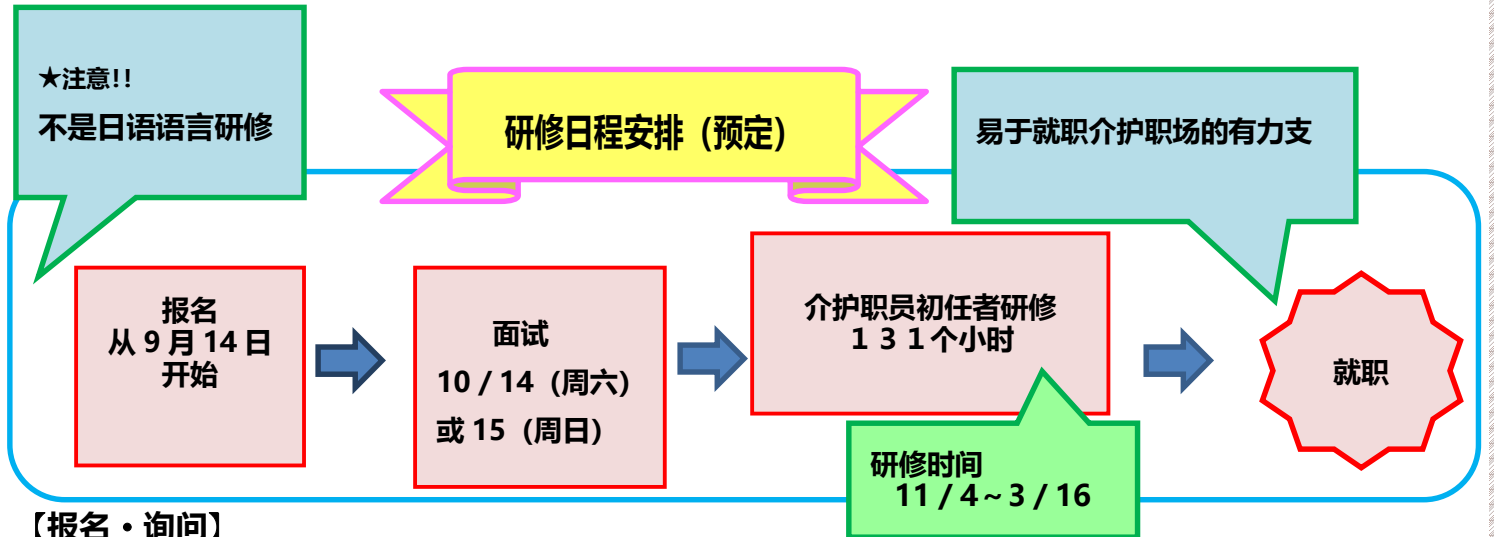 ★注意!!
不是日语语言研修
研修日程安排（预定）
易于就职介护职场的有力支
报名
从 9 月 14 日
开始
面试
10 / 14（周六）
或 15（周日）
介护职员初任者研修
１３１个小时
研修时间
11 / 4～3 / 16
就职
【报名・询问】